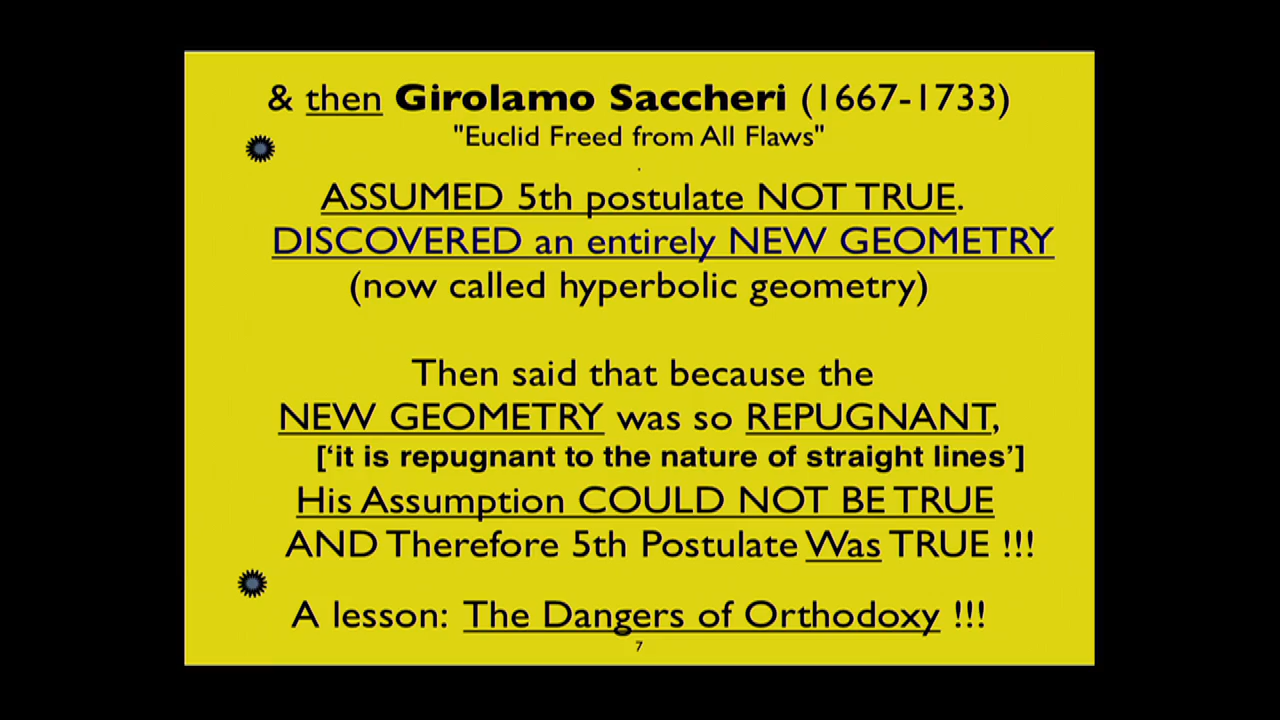 & then Girolamo Saccheri (1667-1733)
"Euclid Freed from All Flaws"
ASSUMED 5th postulate NOT TRUE.
DISCOVERED an entirely NEW GEOMETRY
(now called hyperbolic geometry)
Then said that because the
NEW GEOMETRY was so REPUGNANT,
[‘it is repugnant to the nature of straight lines’]
His Assumption COULD NOT BE TRUE
AND Therefore 5th Postulate Was TRUE !!!
A lesson: The Dangers of Orthodoxy !!!
7